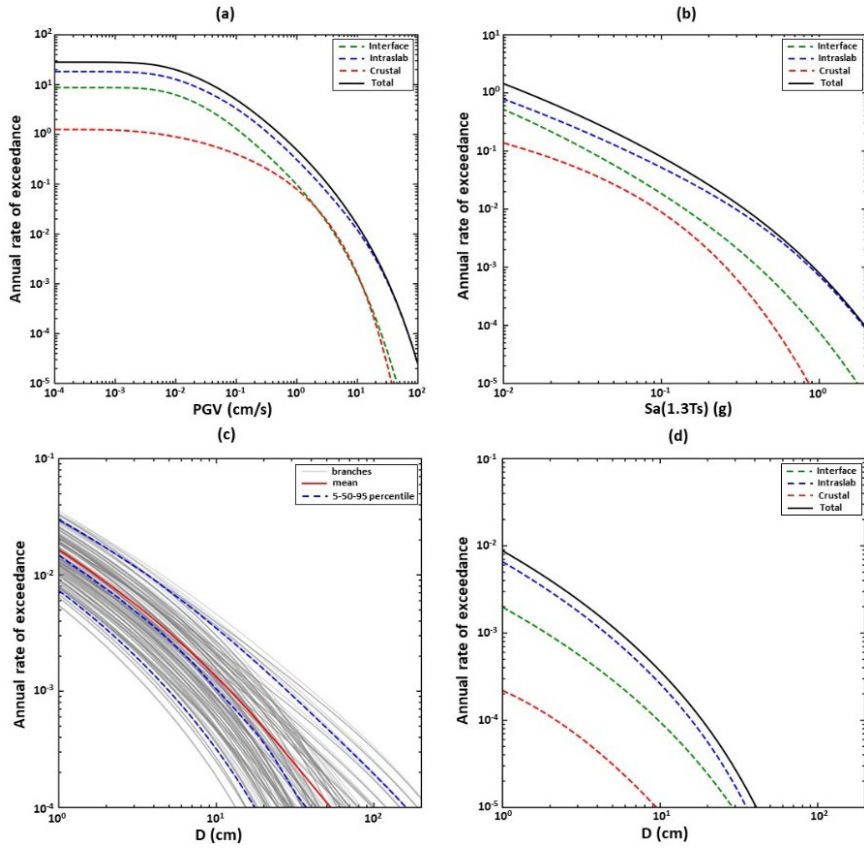 (a)
10²
10¹
10⁰
10⁻¹
10⁻²
10⁻³
10⁻⁴
10⁻⁵
Annual rate of exceedance
Interface
Intraslab
Crustal
Total
10⁻⁴
10⁻³
10⁻²
10⁻¹
10⁰
10¹
10²
PGV (cm/s)
(b)
10¹
10⁰
10⁻¹
10⁻²
10⁻³
10⁻⁴
10⁻⁵
Annual rate of exceedance
Interface
Intraslab
Crustal
Total
10⁻²
10⁻¹
10⁰
Sa(1.3Ts) (g)
(c)
10⁻¹
10⁻²
10⁻³
10⁻⁴
Annual rate of exceedance
branches
mean
5-50-95 percentile
10⁰
10¹
10²
D (cm)
(d)
10⁻¹
10⁻²
10⁻³
10⁻⁴
10⁻⁵
Annual rate of exceedance
Interface
Intraslab
Crustal
Total
10⁰
10¹
10²
D (cm)